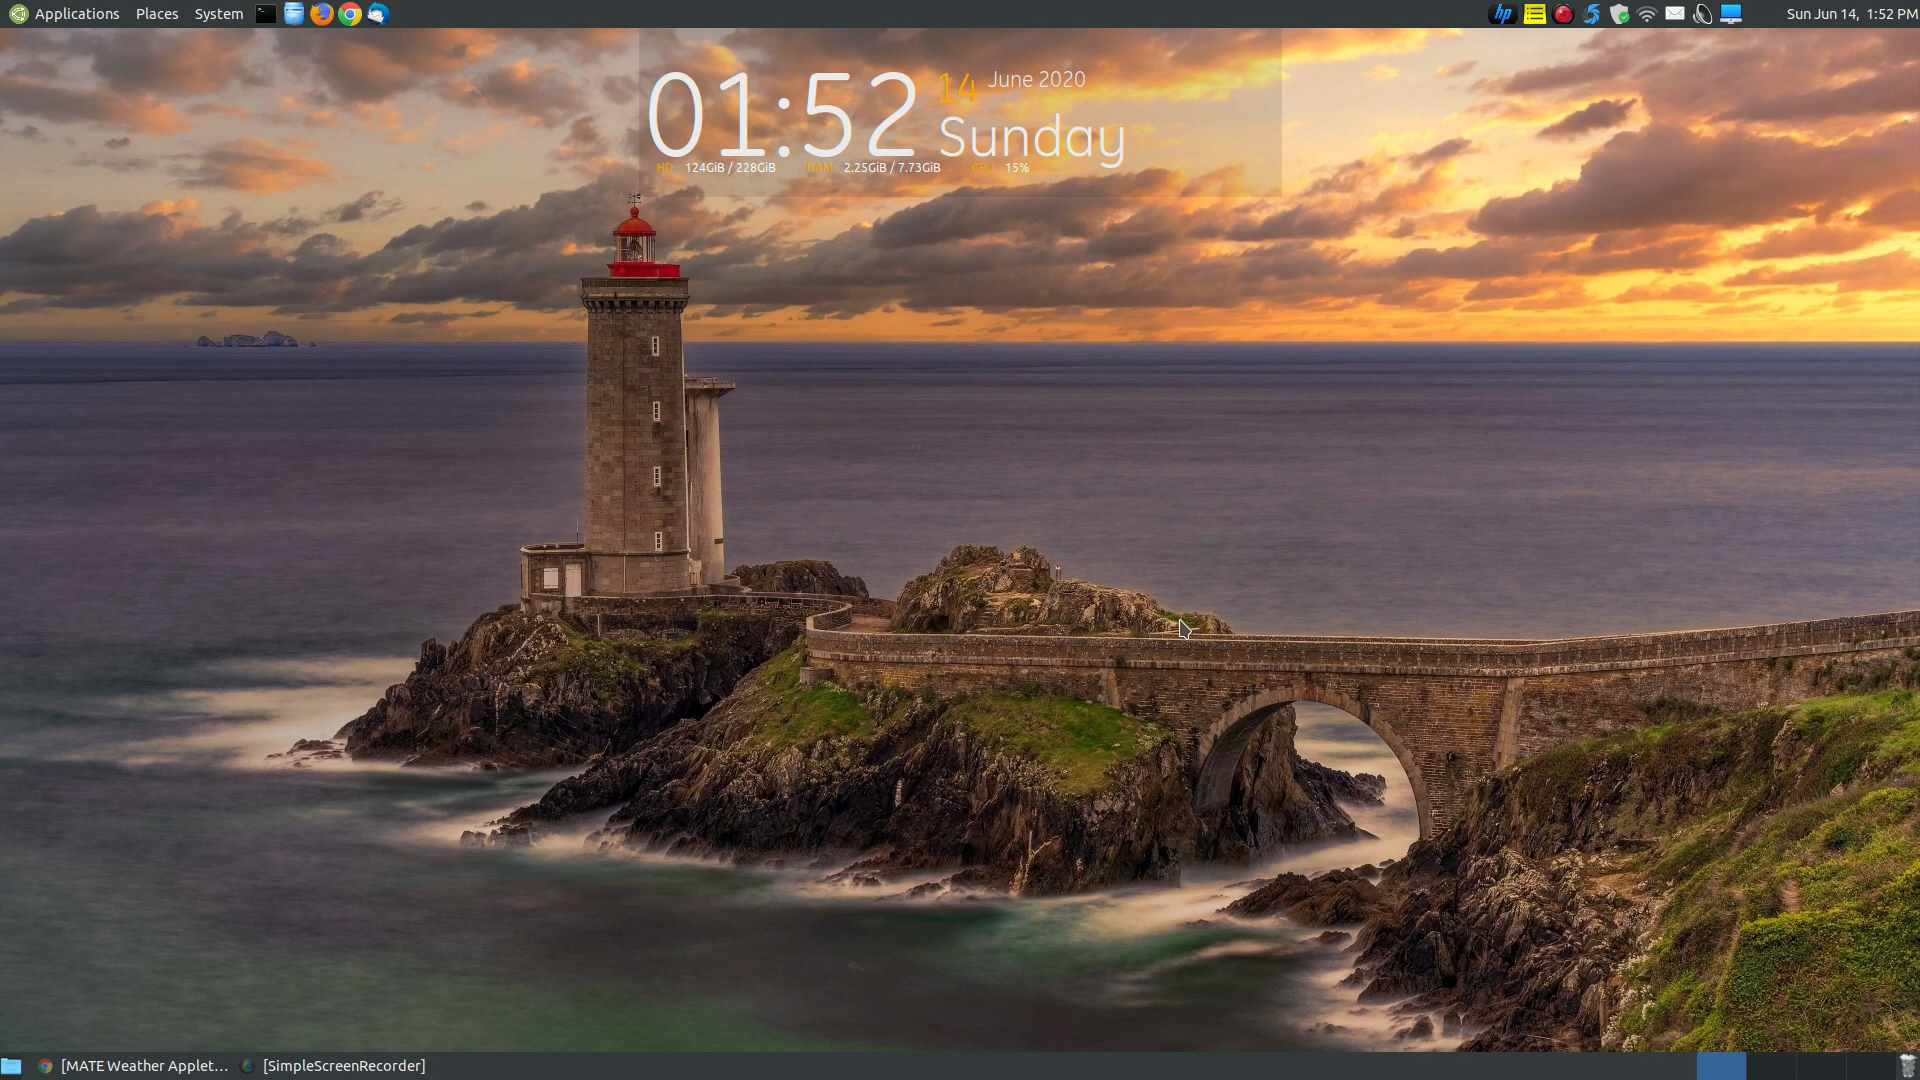 Applications Places System
hp
Sun Jun 14, 1:52 PM
01:52 14 June 2020
Sunday
HD 124GiB / 228GiB RAM 2.25GiB / 7.73GiB CPU 15%
[MATE Weather Applet... [SimpleScreenRecorder]